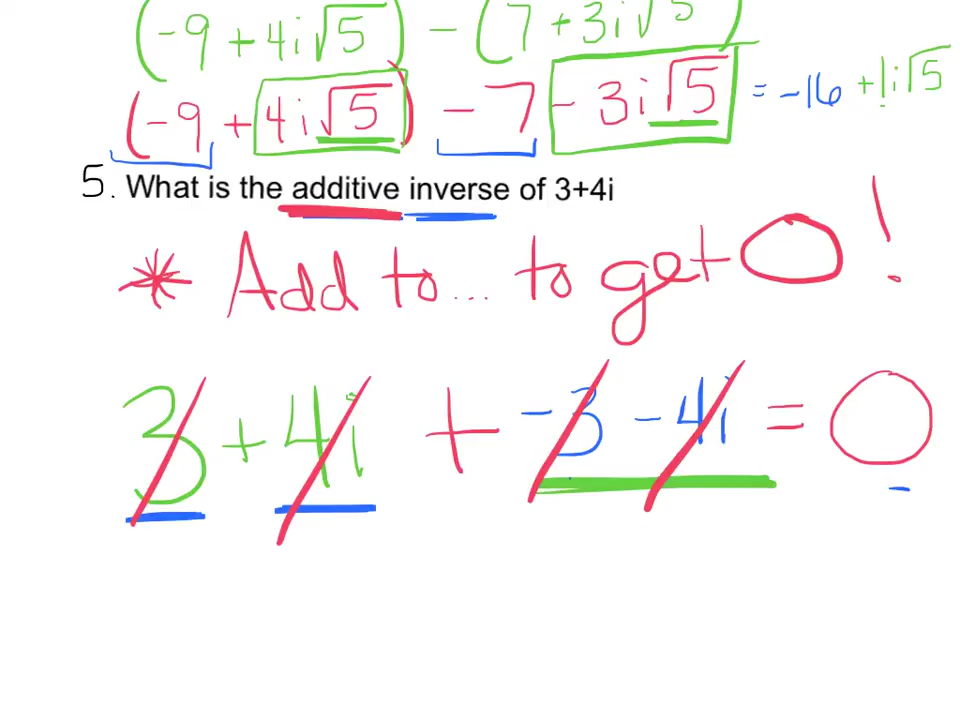 (-9 + 4i√5) - (7 + 3i√5)
(-9 + 4i√5) - 7 - 3i√5 = -16 + 1i√5
5. What is the additive inverse of 3+4i
* Add to... to get 0!
3 + 4i + -3 - 4i = 0